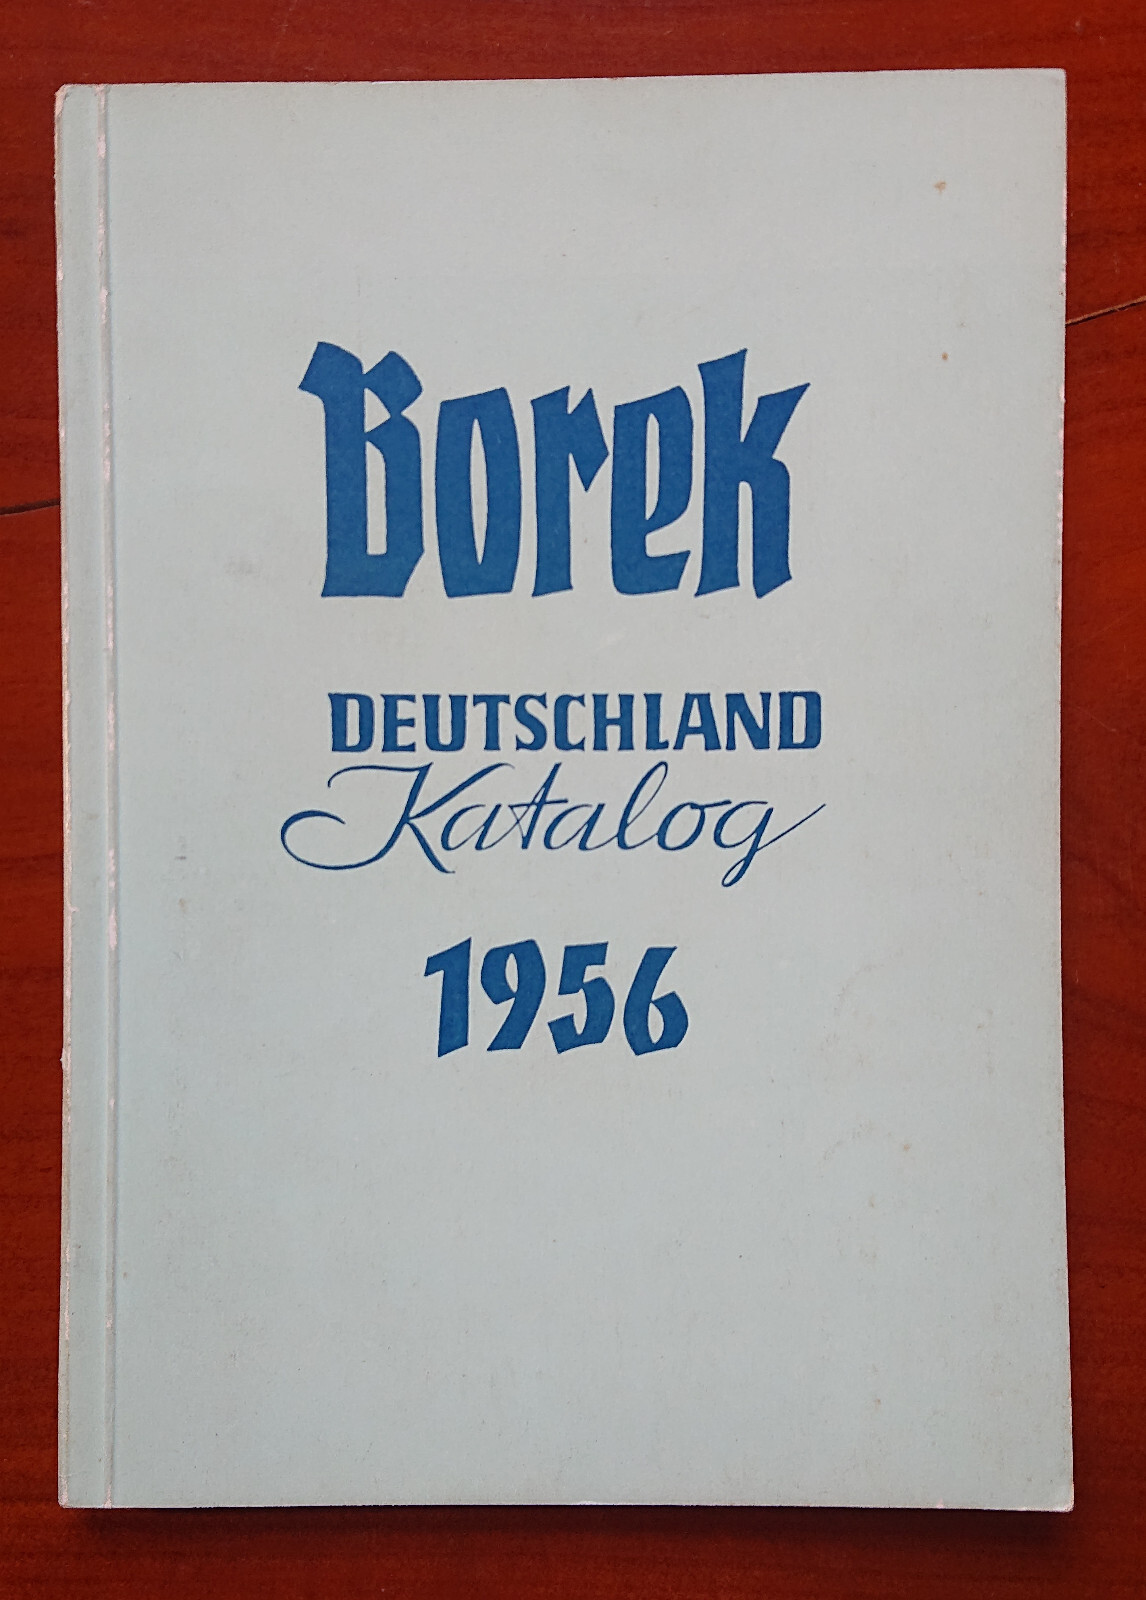 Borek
DEUTSCHLAND
Katalog
1956